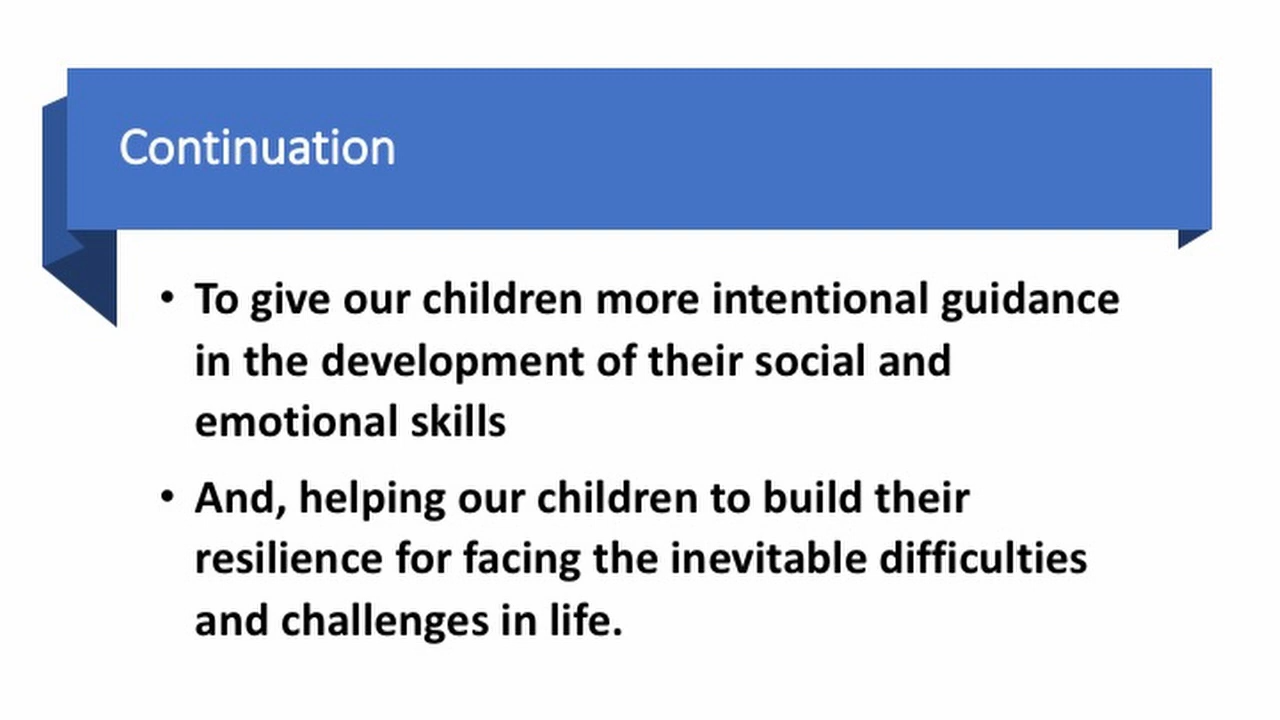 Continuation
• To give our children more intentional guidance
in the development of their social and
emotional skills
• And, helping our children to build their
resilience for facing the inevitable difficulties
and challenges in life.